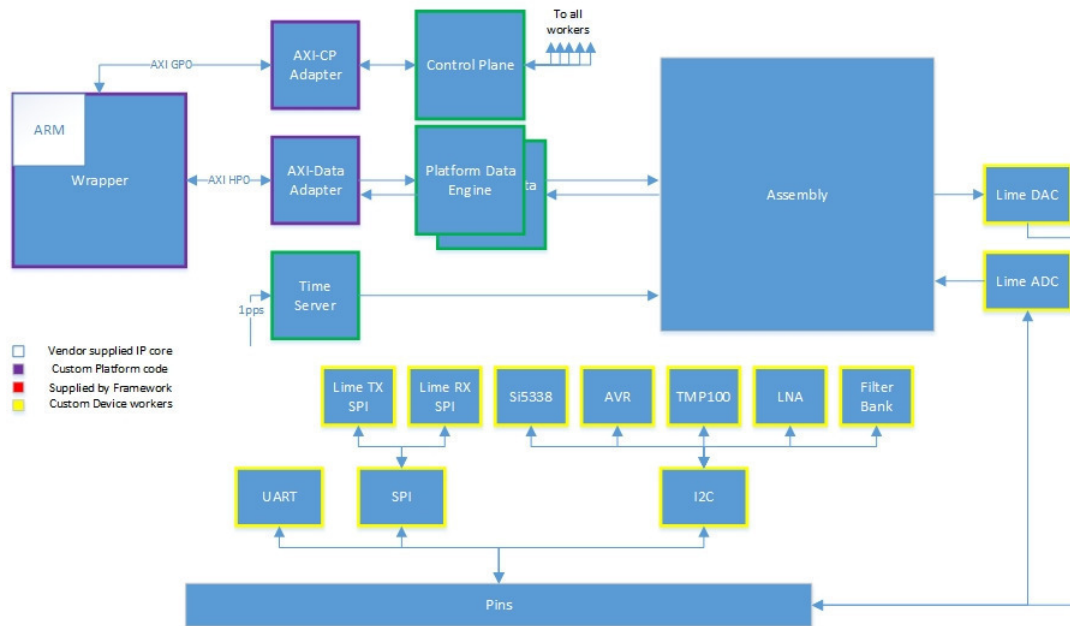 To all
workers
AXI GPO
AXI-CP
Adapter
Control Plane
ARM
Wrapper
AXI HPO
AXI-Data
Adapter
Platform Data
Engine
ta
Assembly
Lime DAC
Lime ADC
Time
Server
1pps
Vendor supplied IP core
Custom Platform code
Supplied by Framework
Custom Device workers
Lime TX
SPI
Lime RX
SPI
Si5338
AVR
TMP100
LNA
Filter
Bank
UART
SPI
I2C
Pins